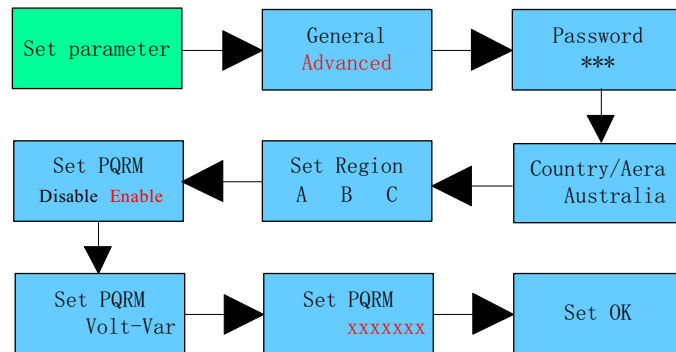 Set parameter
General
Advanced
Password
***
Country/Aera
Australia
Set Region
A B C
Set PQRM
Disable Enable
Set PQRM
Volt-Var
Set PQRM
xxxxxxx
Set OK